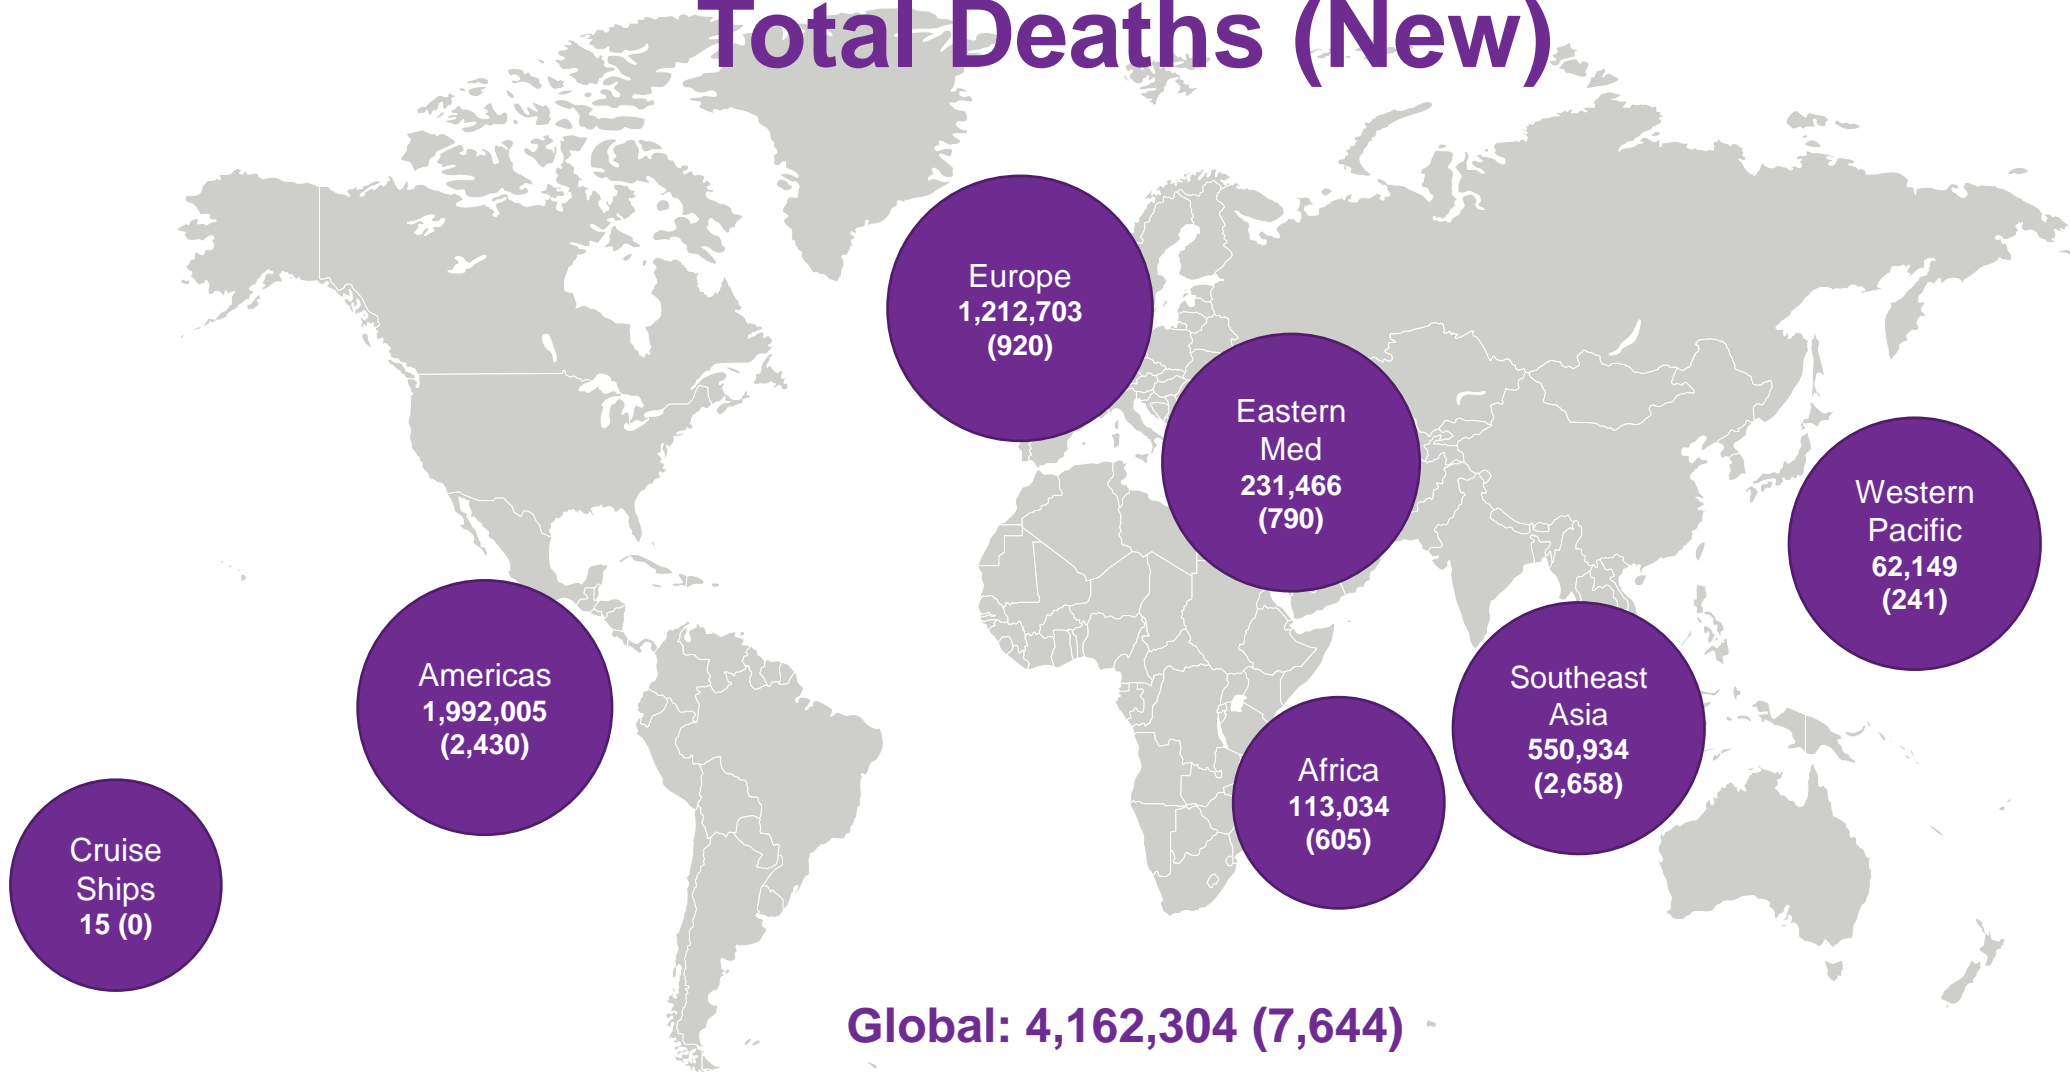 Total Deaths (New)
Europe
1,212,703
(920)
Eastern
Med
231,466
(790)
Western
Pacific
62,149
(241)
Americas
1,992,005
(2,430)
Southeast
Asia
550,934
(2,658)
Africa
113,034
(605)
Cruise
Ships
15 (0)
Global: 4,162,304 (7,644)